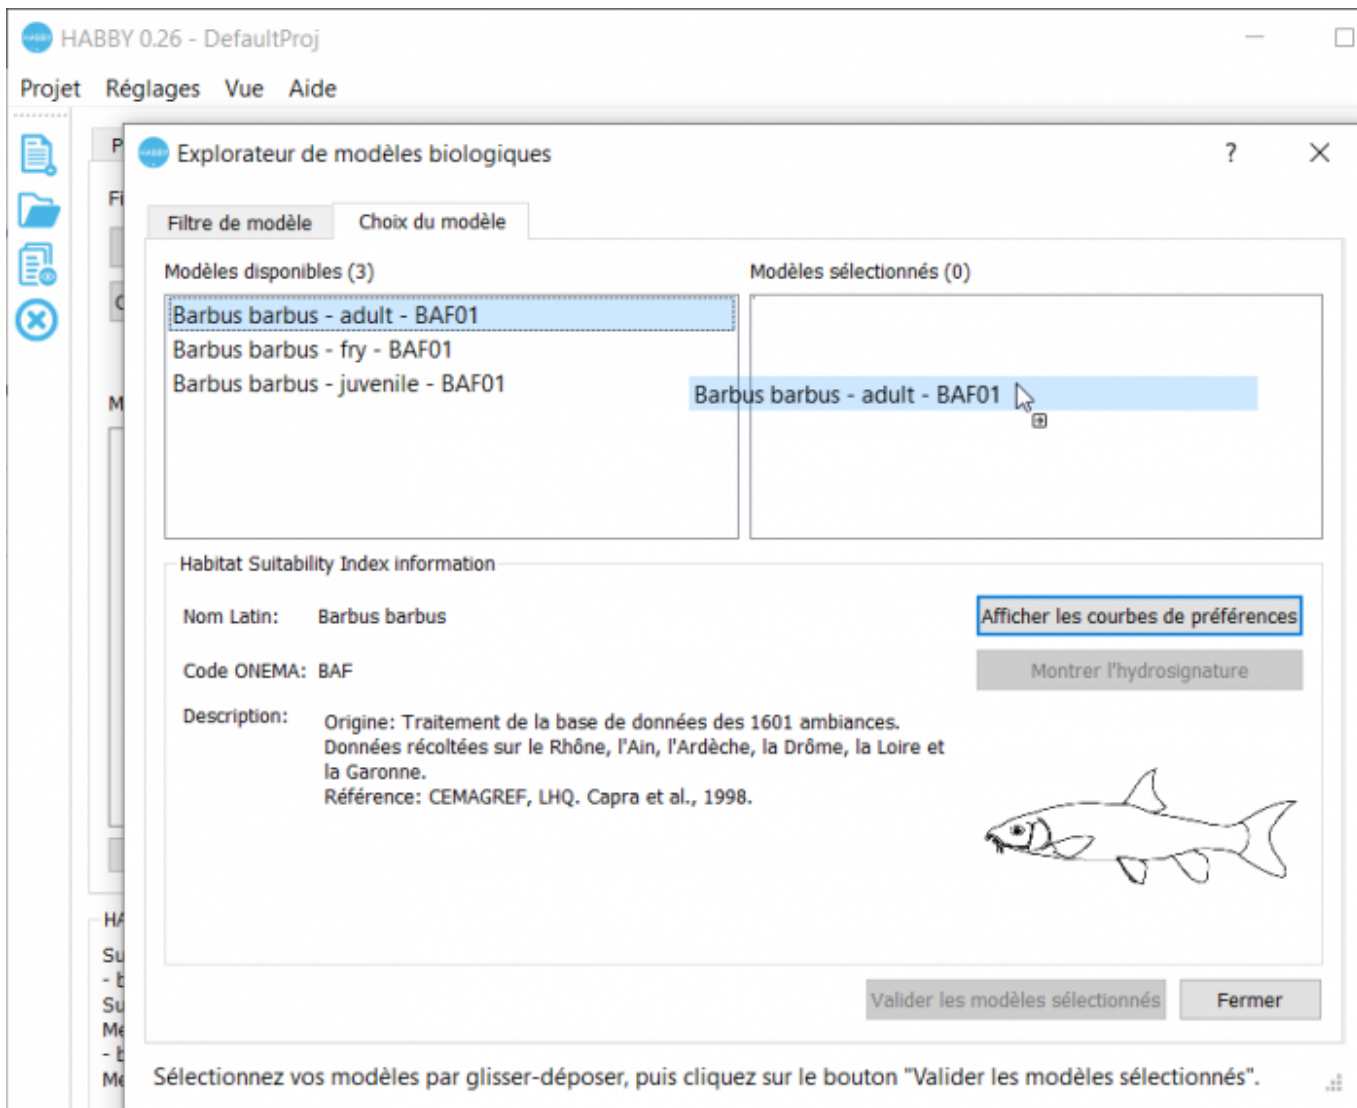 HABBY 0.26 - DefaultProj
Projet Réglages Vue Aide
Explorateur de modèles biologiques
Filtre de modèle Choix du modèle
Modèles disponibles (3) Modèles sélectionnés (0)
Barbus barbus - adult - BAF01
Barbus barbus - fry - BAF01
Barbus barbus - juvenile - BAF01
Barbus barbus - adult - BAF01
Habitat Suitability Index information
Nom Latin: Barbus barbus
Afficher les courbes de préférences
Code ONEMA: BAF
Montrer l'hydrosignature
Description: Origine: Traitement de la base de données des 1601 ambiances.
Données récoltées sur le Rhône, l'Ain, l'Ardèche, la Drôme, la Loire et
la Garonne.
Référence: CEMAGREF, LHQ. Capra et al., 1998.
Valider les modèles sélectionnés Fermer
Sélectionnez vos modèles par glisser-déposer, puis cliquez sur le bouton "Valider les modèles sélectionnés".